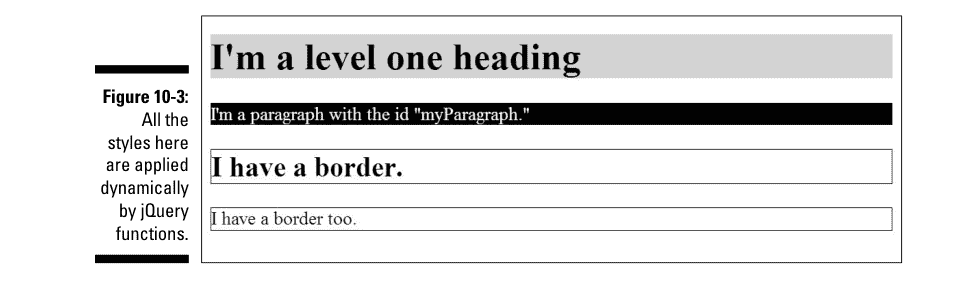 Figure 10-3:
All the
styles here
are applied
dynamically
by jQuery
functions.
I'm a level one heading
I'm a paragraph with the id "myParagraph."
I have a border.
I have a border too.